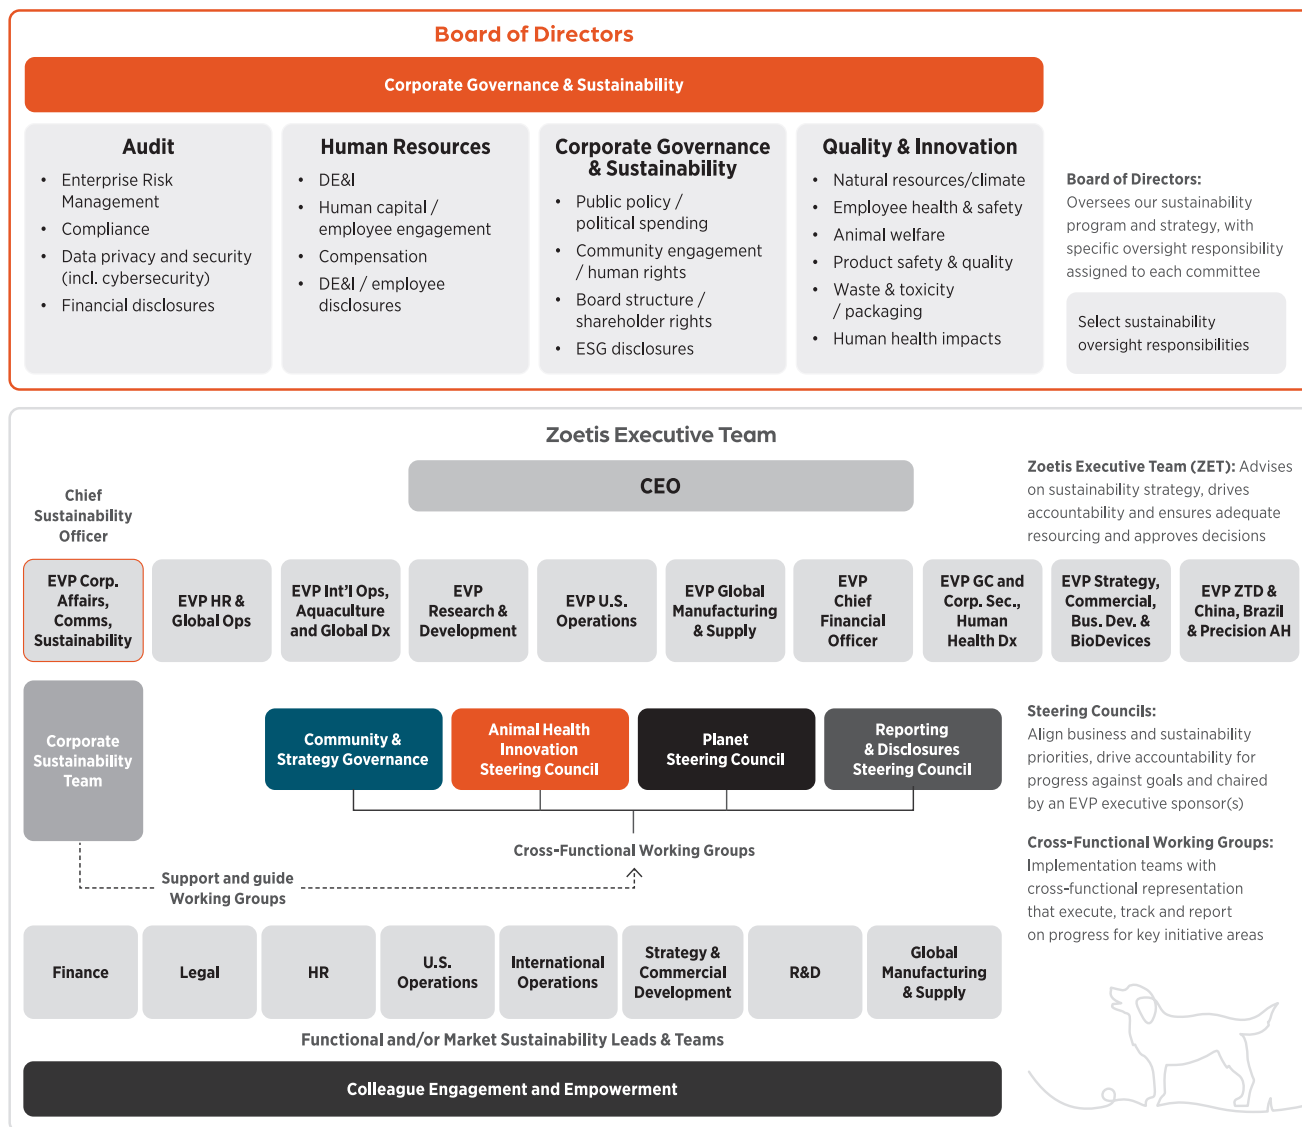 Board of Directors
Corporate Governance & Sustainability
Audit
• Enterprise Risk
Management
• Compliance
• Data privacy and security
(incl. cybersecurity)
• Financial disclosures
Human Resources
• DE&I
• Human capital /
employee engagement
• Compensation
• DE&I / employee
disclosures
Corporate Governance
& Sustainability
• Public policy /
political spending
• Community engagement
/ human rights
• Board structure /
shareholder rights
• ESG disclosures
Quality & Innovation
• Natural resources/climate
• Employee health & safety
• Animal welfare
• Product safety & quality
• Waste & toxicity
/ packaging
• Human health impacts
Board of Directors:
Oversees our sustainability
program and strategy, with
specific oversight responsibility
assigned to each committee
Select sustainability
oversight responsibilities
Zoetis Executive Team
CEO
Zoetis Executive Team (ZET): Advises
on sustainability strategy, drives
accountability and ensures adequate
resourcing and approves decisions
Chief
Sustainability
Officer
EVP Corp.
Affairs,
Comms,
Sustainability
EVP HR &
Global Ops
EVP Int'l Ops,
Aquaculture
and Global Dx
EVP
Research &
Development
EVP U.S.
Operations
EVP Global
Manufacturing
& Supply
EVP
Chief
Financial
Officer
EVP GC and
Corp. Sec.,
Human
Health Dx
EVP Strategy,
Commercial,
Bus. Dev. &
BioDevices
EVP ZTD &
China, Brazil
& Precision AH
Corporate
Sustainability
Team
Community &
Strategy Governance
Animal Health
Innovation
Steering Council
Planet
Steering Council
Reporting
& Disclosures
Steering Council
Steering Councils:
Align business and sustainability
priorities, drive accountability for
progress against goals and chaired
by an EVP executive sponsor(s)
Cross-Functional Working Groups
Support and guide
Working Groups
Cross-Functional Working Groups:
Implementation teams with
cross-functional representation
that execute, track and report
on progress for key initiative areas
Finance
Legal
HR
U.S.
Operations
International
Operations
Strategy &
Commercial
Development
R&D
Global
Manufacturing
& Supply
Functional and/or Market Sustainability Leads & Teams
Colleague Engagement and Empowerment